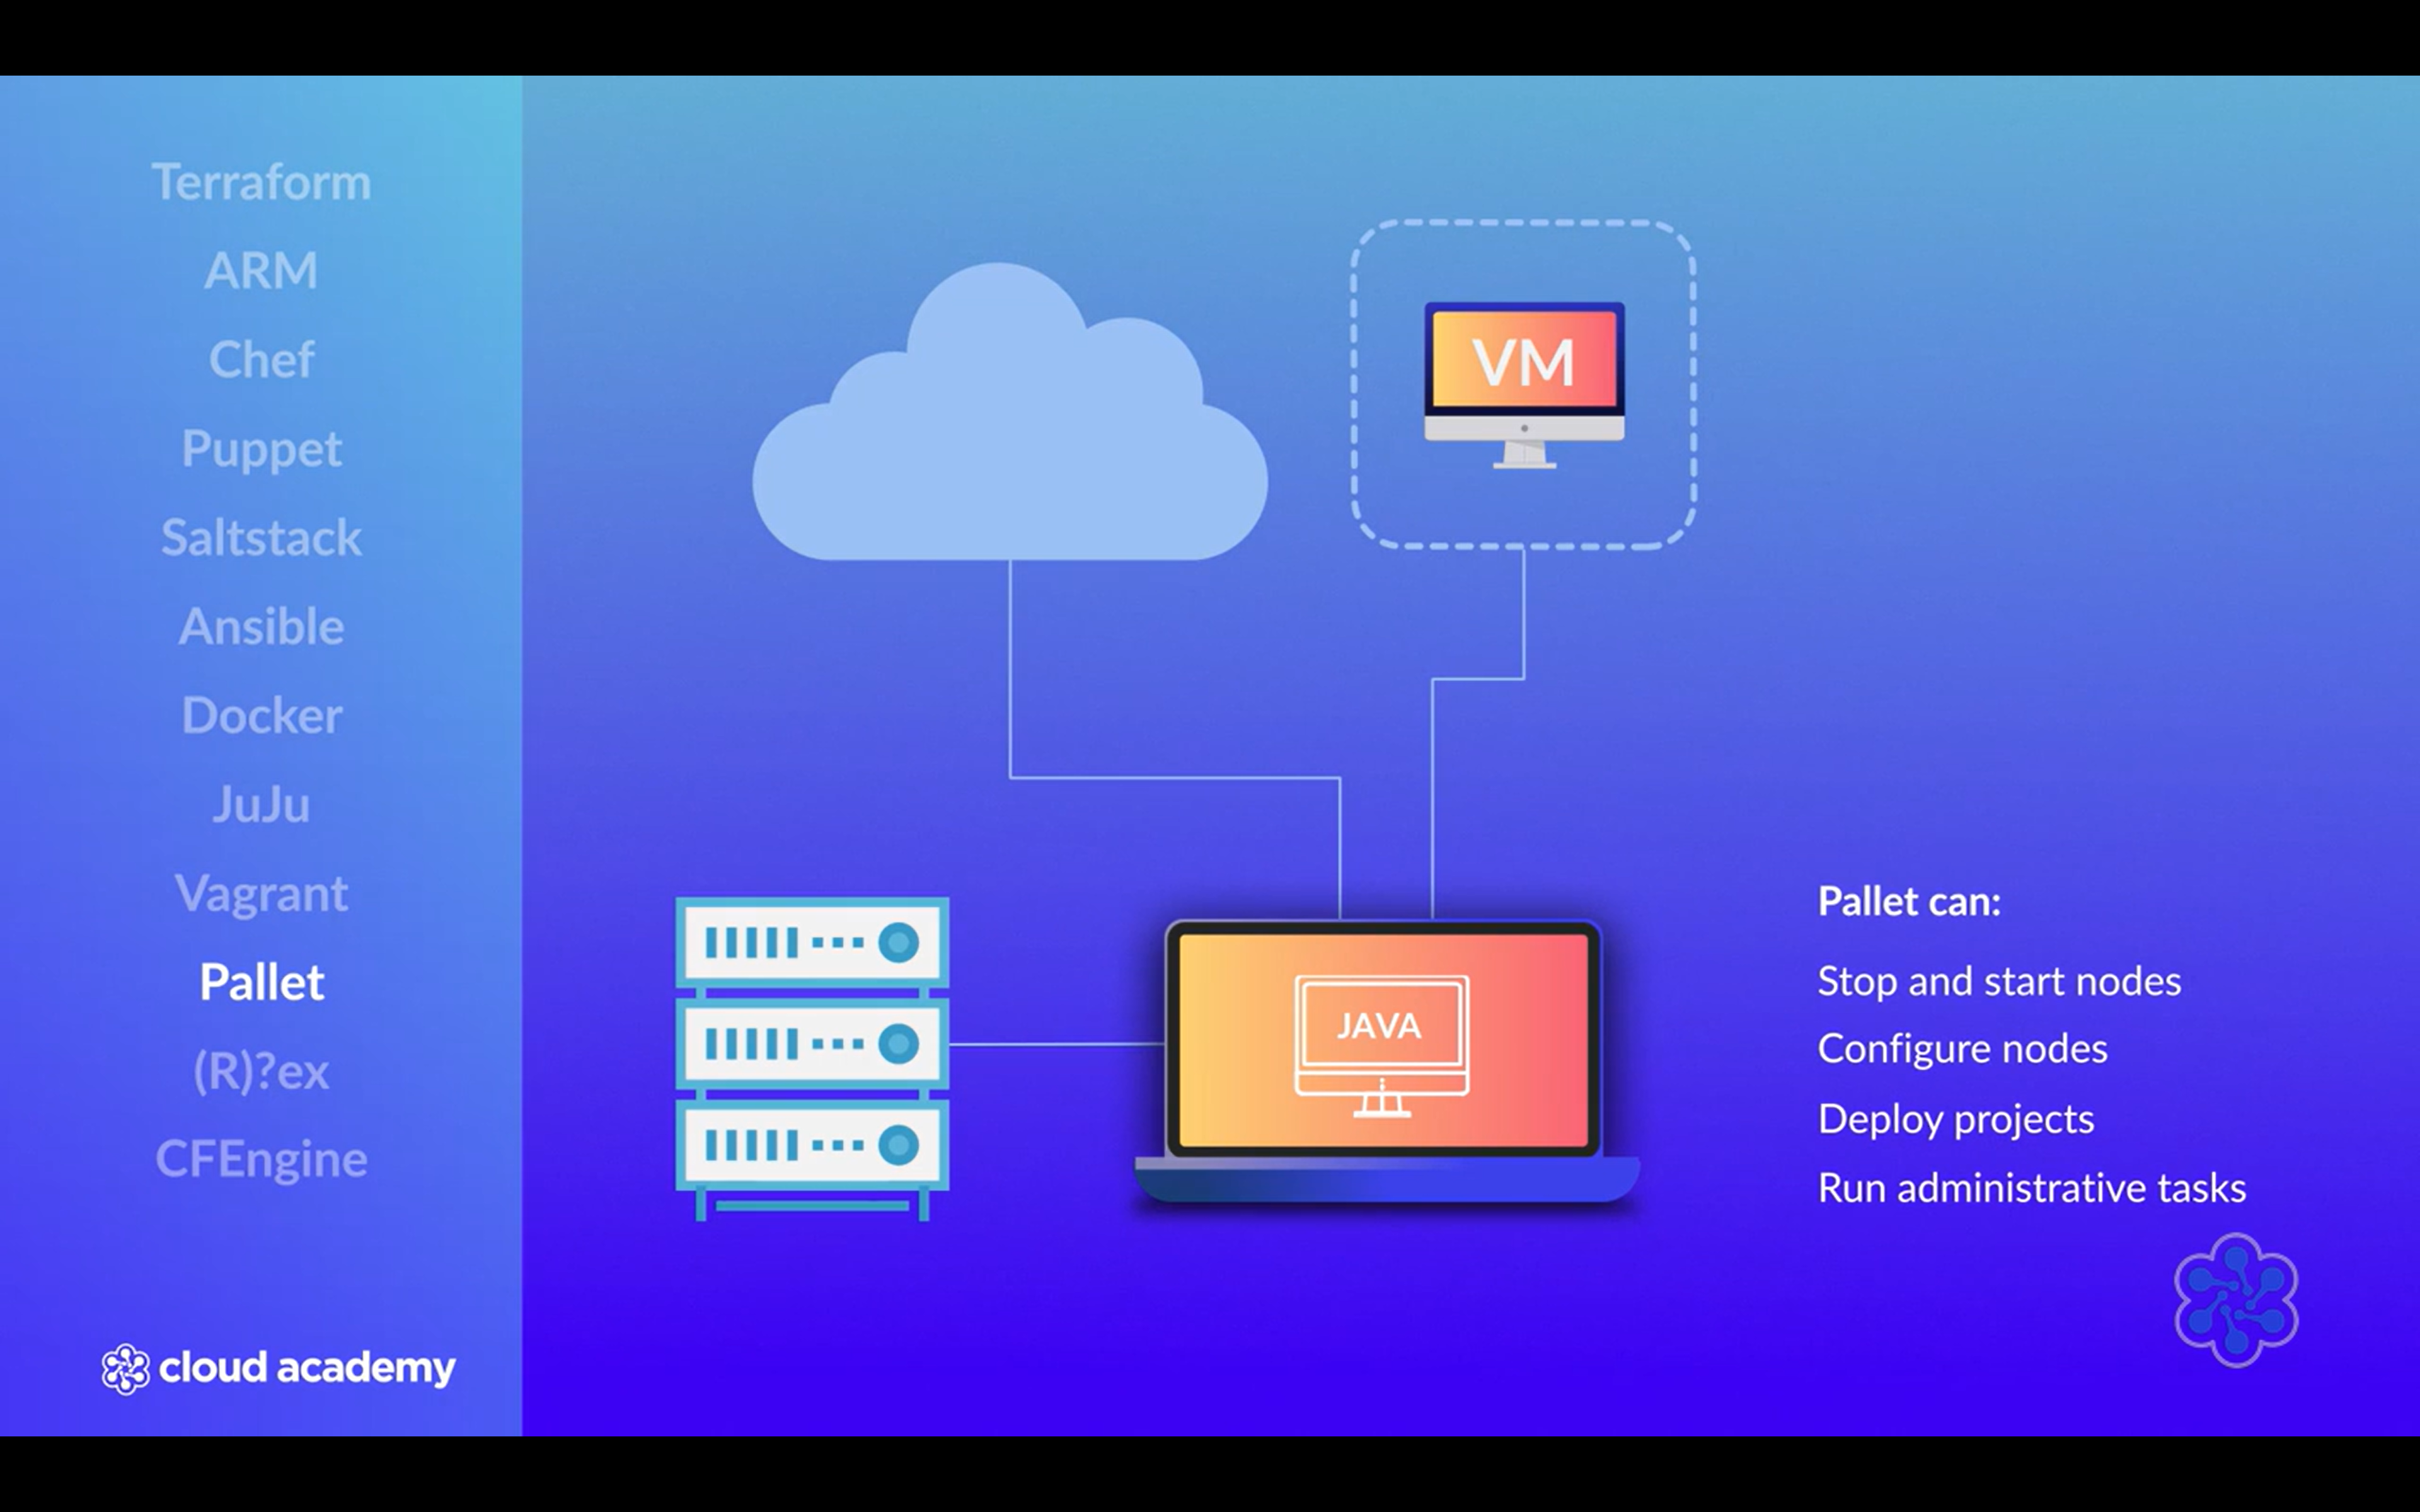 Terraform
ARM
Chef
Puppet
Saltstack
Ansible
Docker
JuJu
Vagrant
Pallet
(R)?ex
CFEngine
cloud academy
VM
JAVA
Pallet can:
Stop and start nodes
Configure nodes
Deploy projects
Run administrative tasks